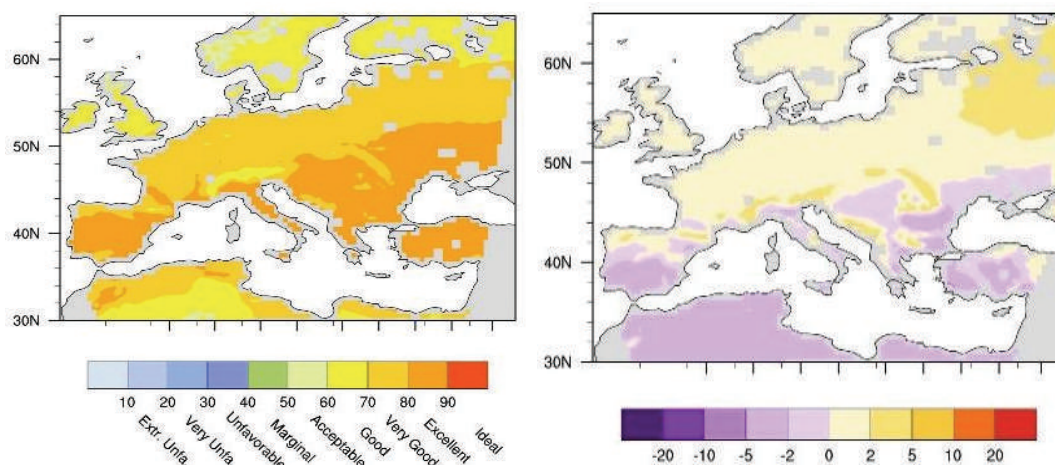 60N
50N
40N
30N
10 20 30 40 50 60 70 80 90
Extr. Unfa
Very Unfa
Unfavorable
Marginal
Acceptable
Good
Very Good
Excellent
Ideal
60N
50N
40N
30N
-20 -10 -5 -2 0 2 5 10 20